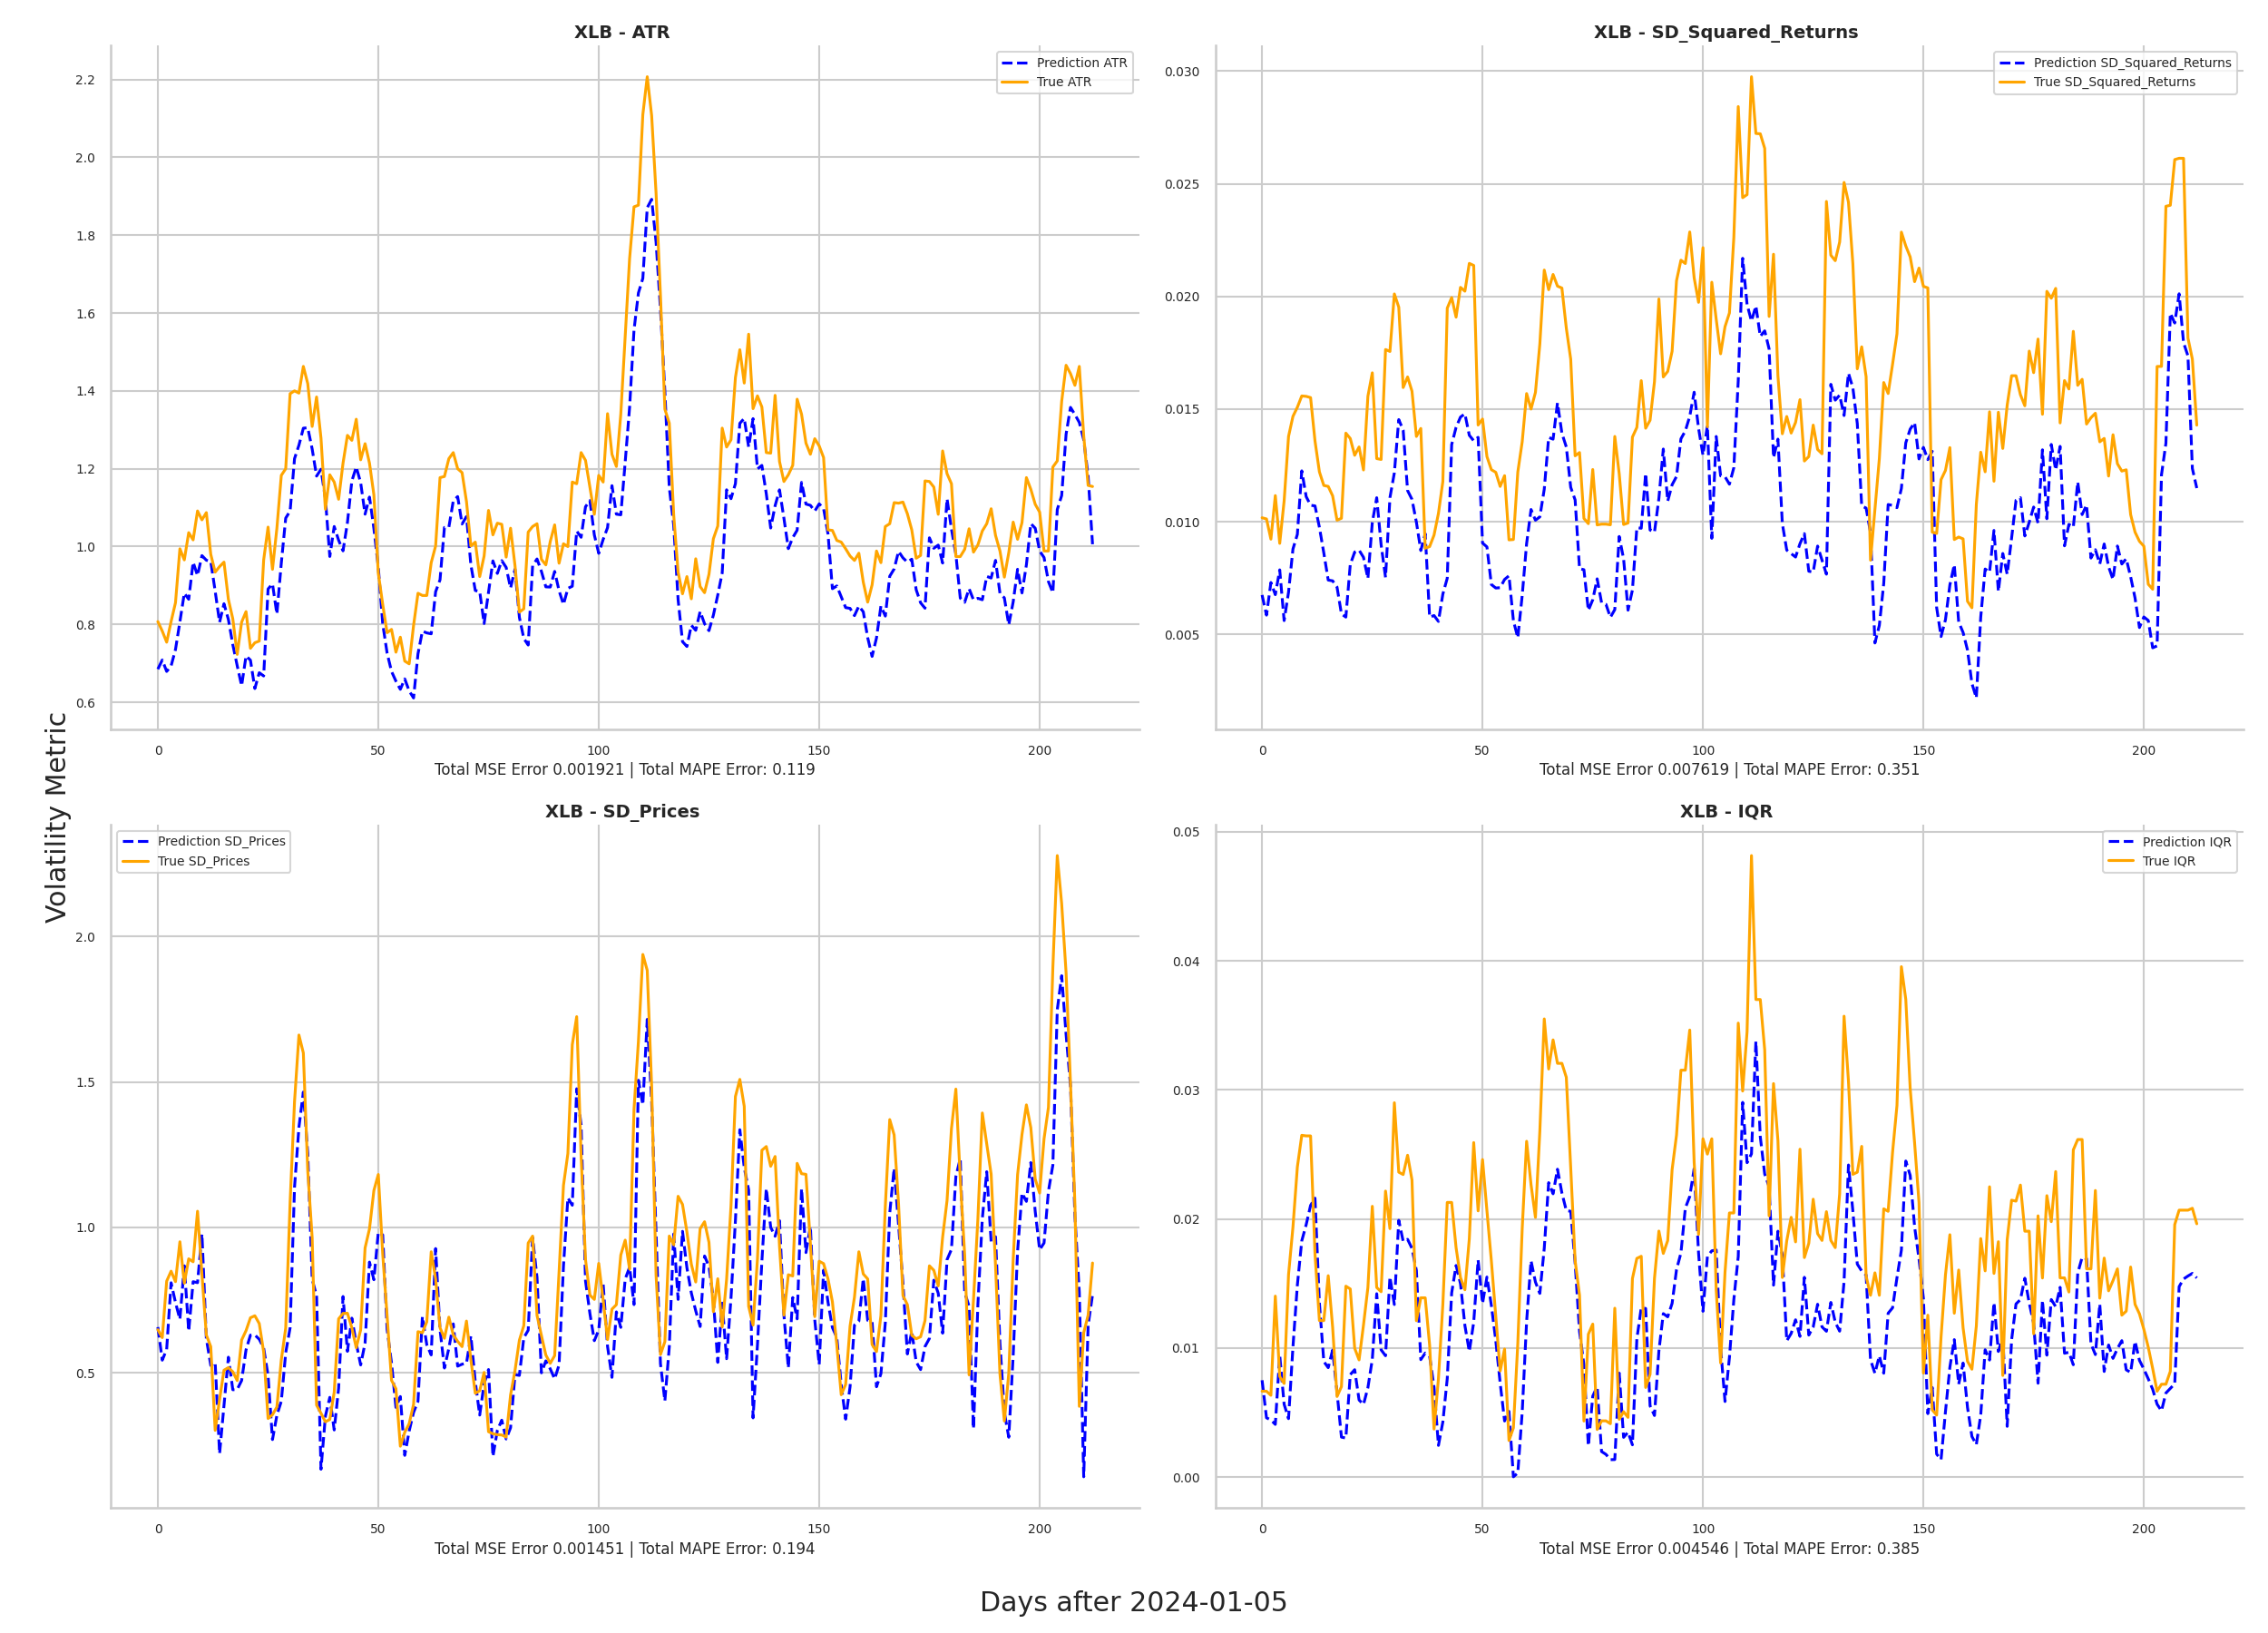 XLB - ATR
Prediction ATR
True ATR
2.2
2.0
1.8
1.6
1.4
1.2
1.0
0.8
0.6
0
50
100
150
200
Total MSE Error 0.001921 | Total MAPE Error: 0.119
XLB - SD_Squared_Returns
Prediction SD_Squared_Returns
True SD_Squared_Returns
0.030
0.025
0.020
0.015
0.010
0.005
0
50
100
150
200
Total MSE Error 0.007619 | Total MAPE Error: 0.351
Volatility Metric
XLB - SD_Prices
Prediction SD_Prices
True SD_Prices
2.0
1.5
1.0
0.5
0
50
100
150
200
Total MSE Error 0.001451 | Total MAPE Error: 0.194
XLB - IQR
Prediction IQR
True IQR
0.05
0.04
0.03
0.02
0.01
0.00
0
50
100
150
200
Total MSE Error 0.004546 | Total MAPE Error: 0.385
Days after 2024-01-05